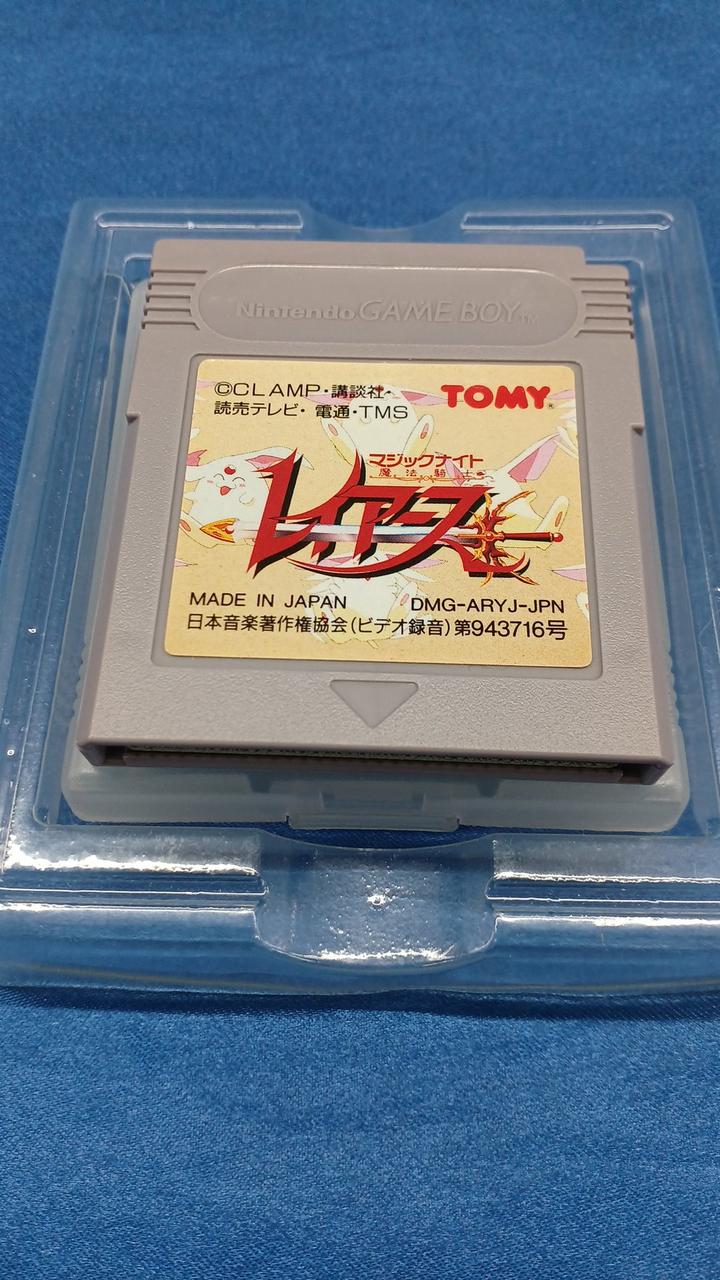 Nintendo GAME BOY™
©CLAMP・講談社・
読売テレビ・電通・TMS
TOMY®
マジックナイト
魔法騎士
レイアース
MADE IN JAPAN DMG-ARYJ-JPN
日本音楽著作権協会(ビデオ録音)第943716号